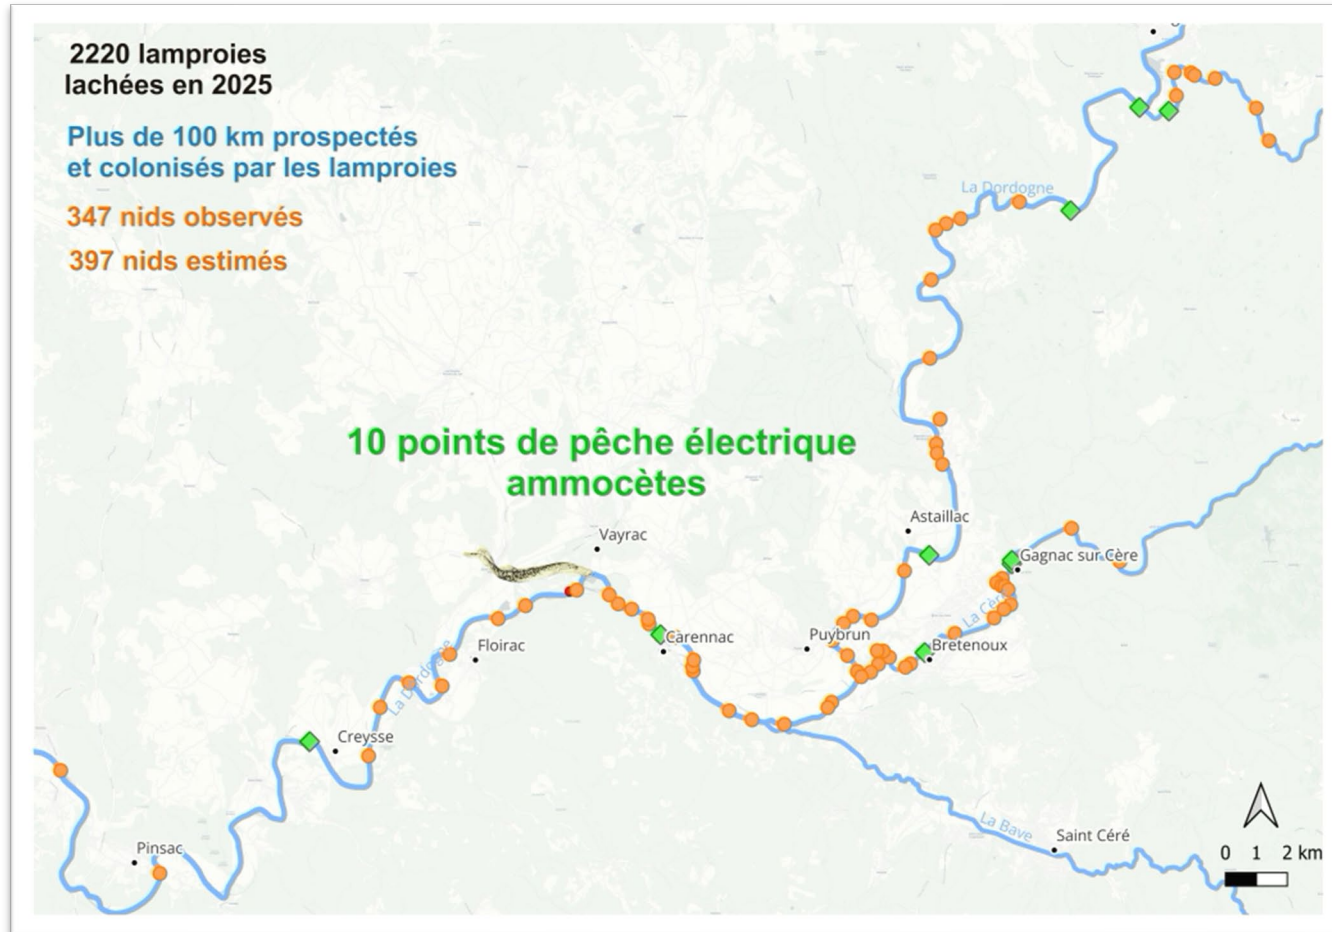 2220 lamproies
lachées en 2025
Plus de 100 km prospectés
et colonisés par les lamproies
347 nids observés
397 nids estimés
La Dordogne
10 points de pêche électrique
ammocètes
Astaillac
Vayrac
Gagnac sur Cère
La Cère
Puybrun
Bretenoux
Carennac
Floirac
La Dordogne
Creysse
La Bave
Saint Céré
Pinsac
0 1 2 km